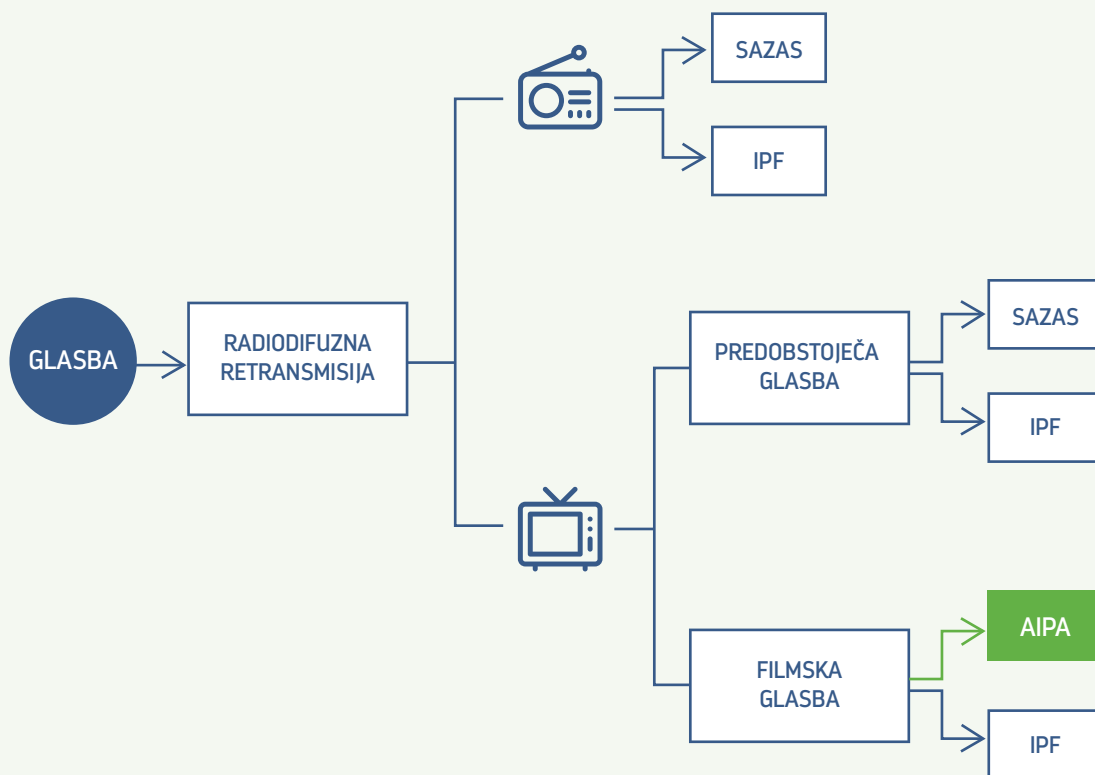 SAZAS
IPF
GLASBA
RADIODIFUZNA
RETRANSMISIJA
PREDOBSTOJEČA
GLASBA
SAZAS
IPF
FILMSKA
GLASBA
AIPA
IPF